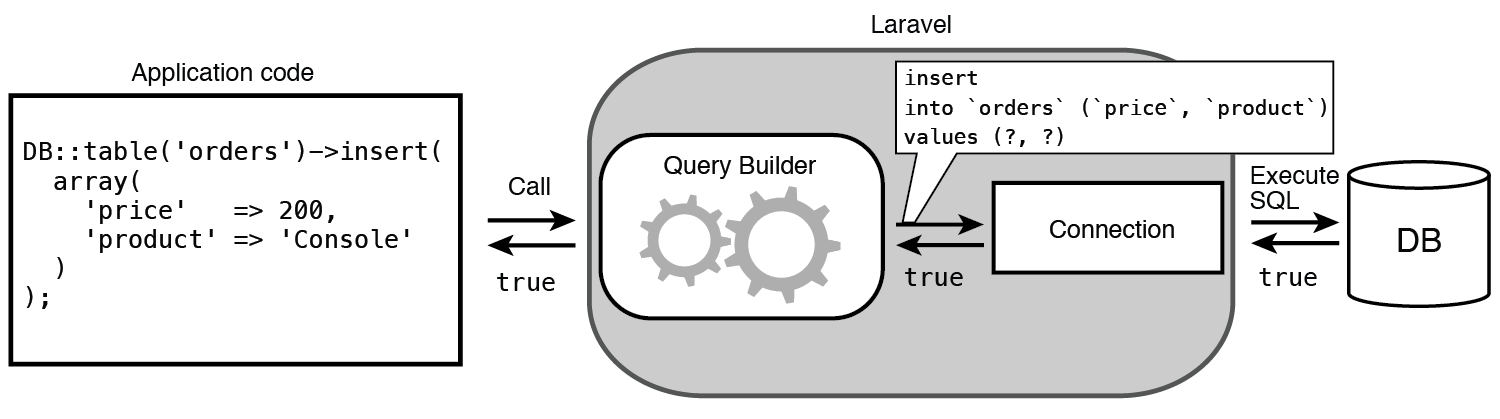 Laravel
Application code
DB::table('orders')->insert(
  array(
    'price'   => 200,
    'product' => 'Console'
  )
);
Call
true
Query Builder
insert
into `orders` (`price`, `product`)
values (?, ?)
true
Connection
Execute
SQL
true
DB